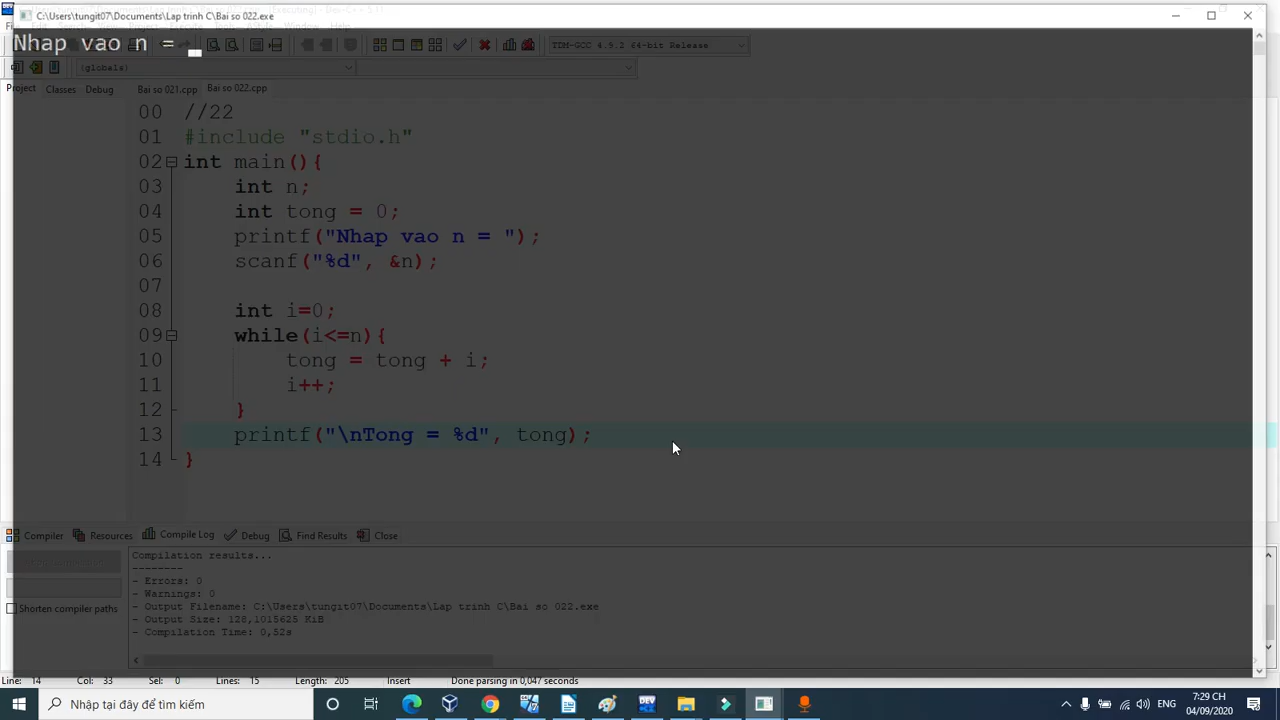 C:\Users\tungit07\Documents\Lap trinh C\Bai so 022.exe
Nhap vao n =
TDM-GCC 4.9.2 64-bit Release
(globals)
Project Classes Debug Bai so 021.cpp Bai so 022.cpp
00 //22
01 #include "stdio.h"
02 int main(){
03 int n;
04 int tong = 0;
05 printf("Nhap vao n = ");
06 scanf("%d", &n);
07
08 int i=0;
09 while(i<=n){
10 tong = tong + i;
11 i++;
12 }
13 printf("\nTong = %d", tong);
14 }
Compiler Resources Compile Log Debug Find Results Close
Compilation results...
--------
- Errors: 0
- Warnings: 0
- Output Filename: C:\Users\tungit07\Documents\Lap trinh C\Bai so 022.exe
- Output Size: 128,1015625 KiB
- Compilation Time: 0,52s
Shorten compiler paths
Line: 14 Col: 33 Sel: 0 Lines: 15 Length: 205 Insert Done parsing in 0,047 seconds
Nhập tại đây để tìm kiếm
ENG
7:29 CH
04/09/2020